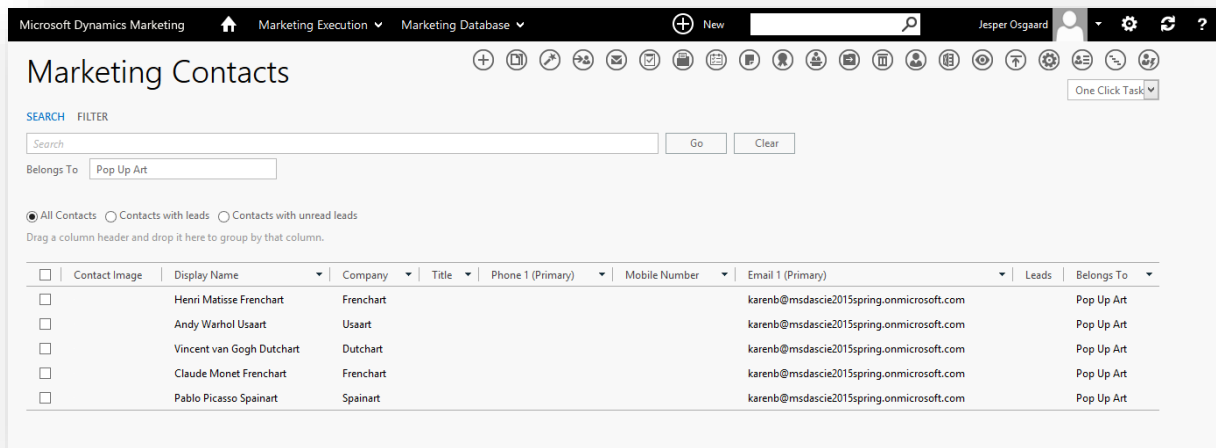 Microsoft Dynamics Marketing Marketing Execution Marketing Database New Jesper Osgaard ?
Marketing Contacts
One Click Task
SEARCH FILTER
Search Go Clear
Belongs To Pop Up Art
All Contacts Contacts with leads Contacts with unread leads
Drag a column header and drop it here to group by that column.
Contact Image Display Name Company Title Phone 1 (Primary) Mobile Number Email 1 (Primary) Leads Belongs To
Henri Matisse Frenchart Frenchart karenb@msdascie2015spring.onmicrosoft.com Pop Up Art
Andy Warhol Usaart Usaart karenb@msdascie2015spring.onmicrosoft.com Pop Up Art
Vincent van Gogh Dutchart Dutchart karenb@msdascie2015spring.onmicrosoft.com Pop Up Art
Claude Monet Frenchart Frenchart karenb@msdascie2015spring.onmicrosoft.com Pop Up Art
Pablo Picasso Spainart Spainart karenb@msdascie2015spring.onmicrosoft.com Pop Up Art